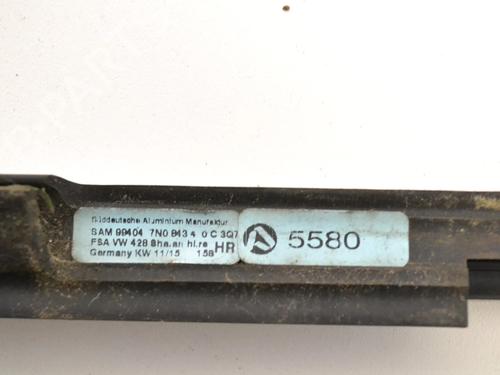 Süddeutsche Aluminium Manufaktur
SAM 99404 7N0 843 4 0 C 3Q7
FSA VW 428 Sha.an hl.re HR
Germany KW 11/15 158
5580